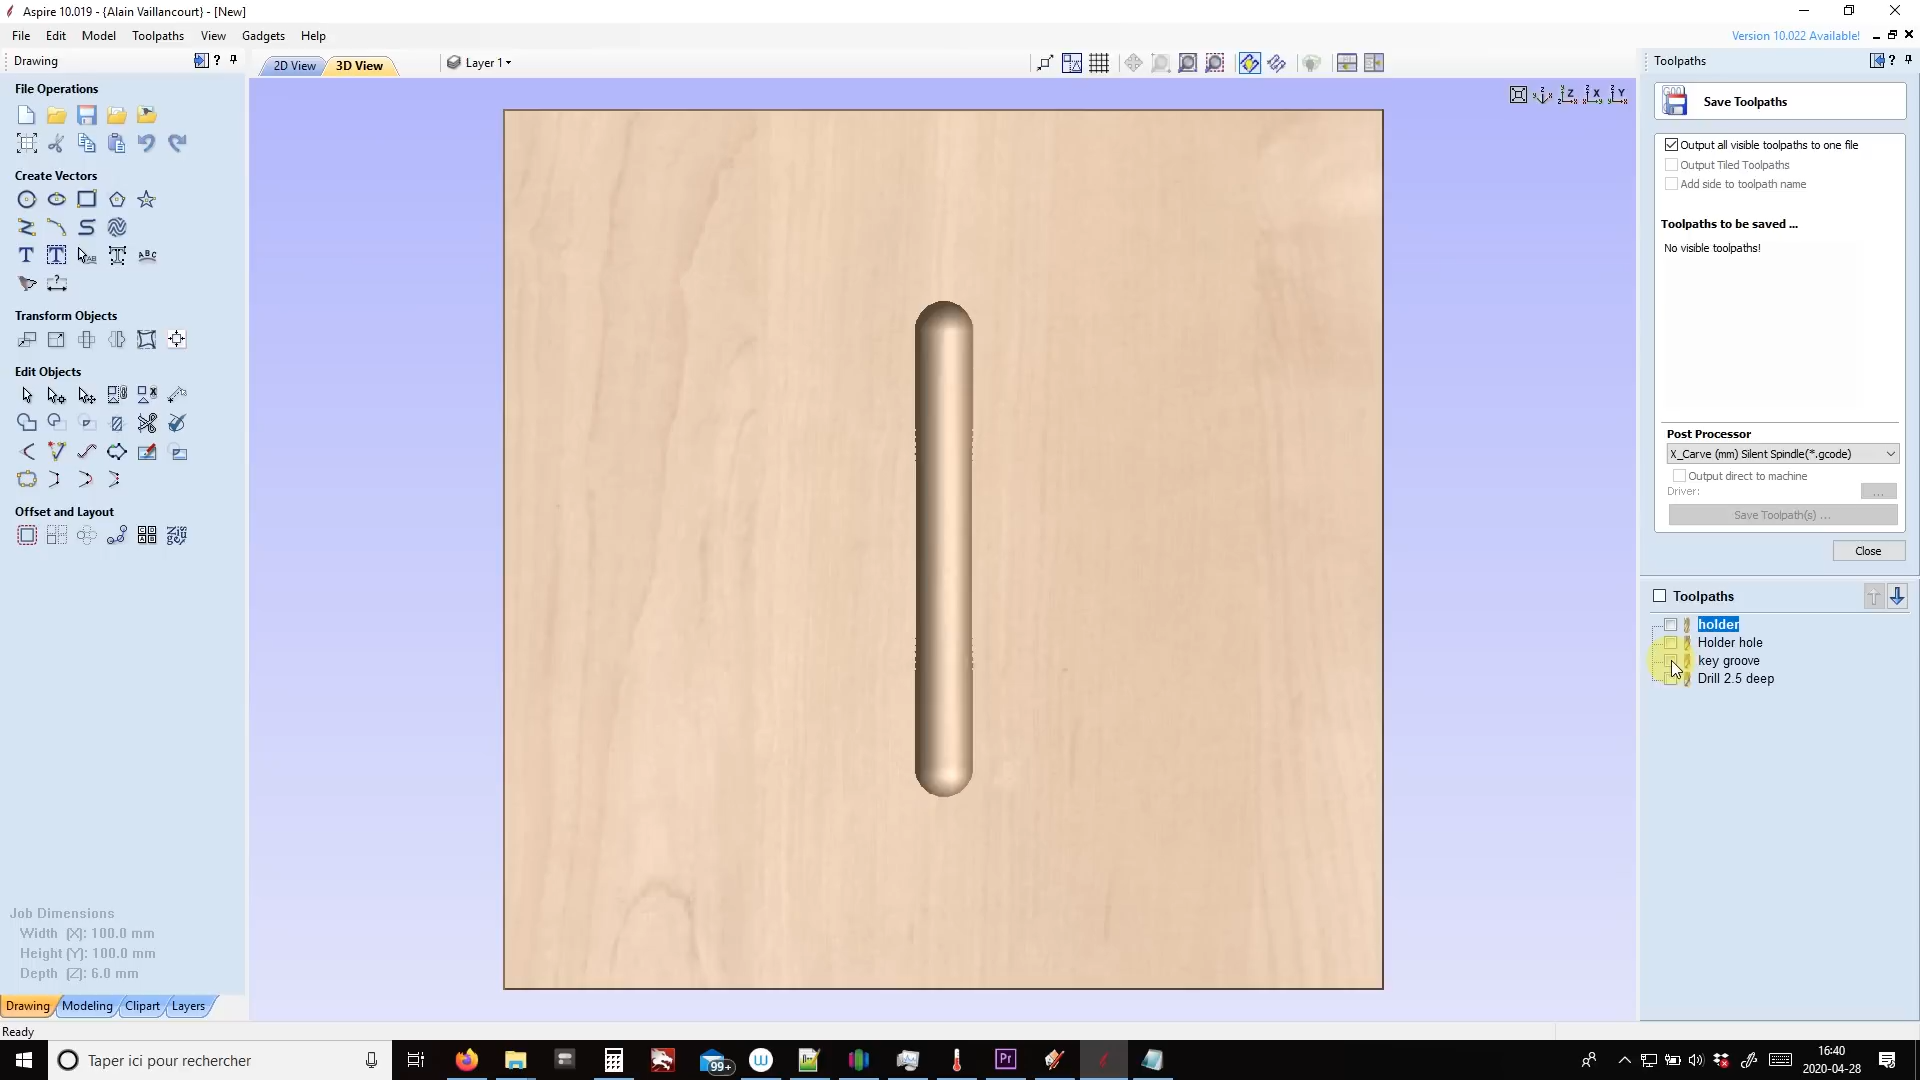 Aspire 10.019 - {Alain Vaillancourt} - [New]
File Edit Model Toolpaths View Gadgets Help
Version 10.022 Available!
Drawing
2D View 3D View
Layer 1
Toolpaths
File Operations
Create Vectors
Transform Objects
Edit Objects
Offset and Layout
Job Dimensions
Width (X): 100.0 mm
Height (Y): 100.0 mm
Depth (Z): 6.0 mm
Drawing Modeling Clipart Layers
Ready
Save Toolpaths
Output all visible toolpaths to one file
Output Tiled Toolpaths
Add side to toolpath name
Toolpaths to be saved ...
No visible toolpaths!
Post Processor
X_Carve (mm) Silent Spindle(*.gcode)
Output direct to machine
Driver:
...
Save Toolpath(s) ...
Close
Toolpaths
holder
Holder hole
key groove
Drill 2.5 deep
Taper ici pour rechercher
99+
16:40
2020-04-28